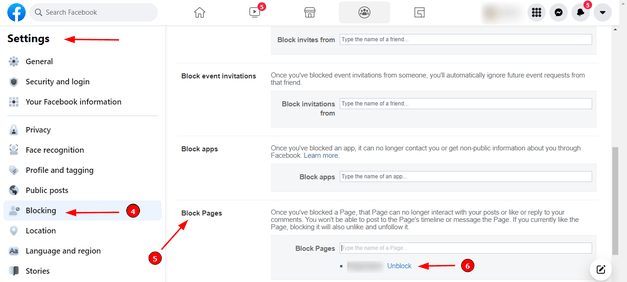 Search Facebook
5
5
Settings
General
Security and login
Your Facebook information
Privacy
Face recognition
Profile and tagging
Public posts
Blocking
4
Location
Language and region
Stories
Block invites from
Type the name of a friend...
Block event invitations
Once you've blocked event invitations from someone, you'll automatically ignore future event requests from
that friend.
Block invitations
from
Type the name of a friend...
Block apps
Once you've blocked an app, it can no longer contact you or get non-public information about you through
Facebook. Learn more.
Block apps
Type the name of an app...
Block Pages
5
Once you've blocked a Page, that Page can no longer interact with your posts or like or reply to your
comments. You won't be able to post to the Page's timeline or message the Page. If you currently like the
Page, blocking it will also unlike and unfollow it.
Block Pages
Type the name of a Page...
Unblock
6